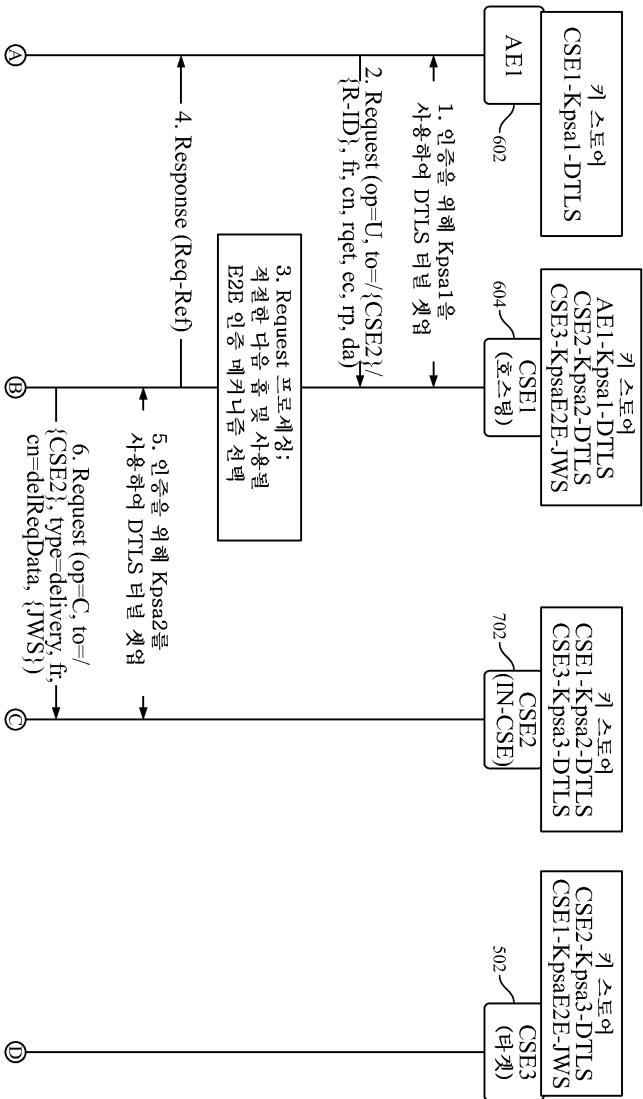 키 스토어
CSE1-Kpsa1-DTLS
AE1
602
키 스토어
AE1-Kpsa1-DTLS
CSE2-Kpsa2-DTLS
CSE3-KpsaE2E-JWS
CSE1
(호스팅)
604
키 스토어
CSE1-Kpsa2-DTLS
CSE3-Kpsa3-DTLS
CSE2
(IN-CSE)
702
키 스토어
CSE2-Kpsa3-DTLS
CSE1-KpsaE2E-JWS
CSE3
(타겟)
502
1. 인증을 위해 Kpsa1을
사용하여 DTLS 터널 셋업
2. Request (op=U, to=/{CSE2}/
{R-ID}, fr, cn, rqet, ec, rp, da)
3. Request 프로세싱;
적절한 다음 홉 및 사용될
E2E 인증 메커니즘 선택
4. Response (Req-Ref)
5. 인증을 위해 Kpsa2를
사용하여 DTLS 터널 셋업
6. Request (op=C, to=/
{CSE2}, type=delivery, fr,
cn=delReqData, {JWS})
A
B
C
D